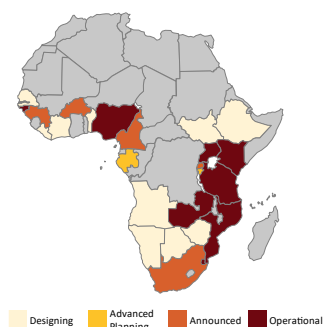 Designing
Advanced
Planning
Announced
Operational